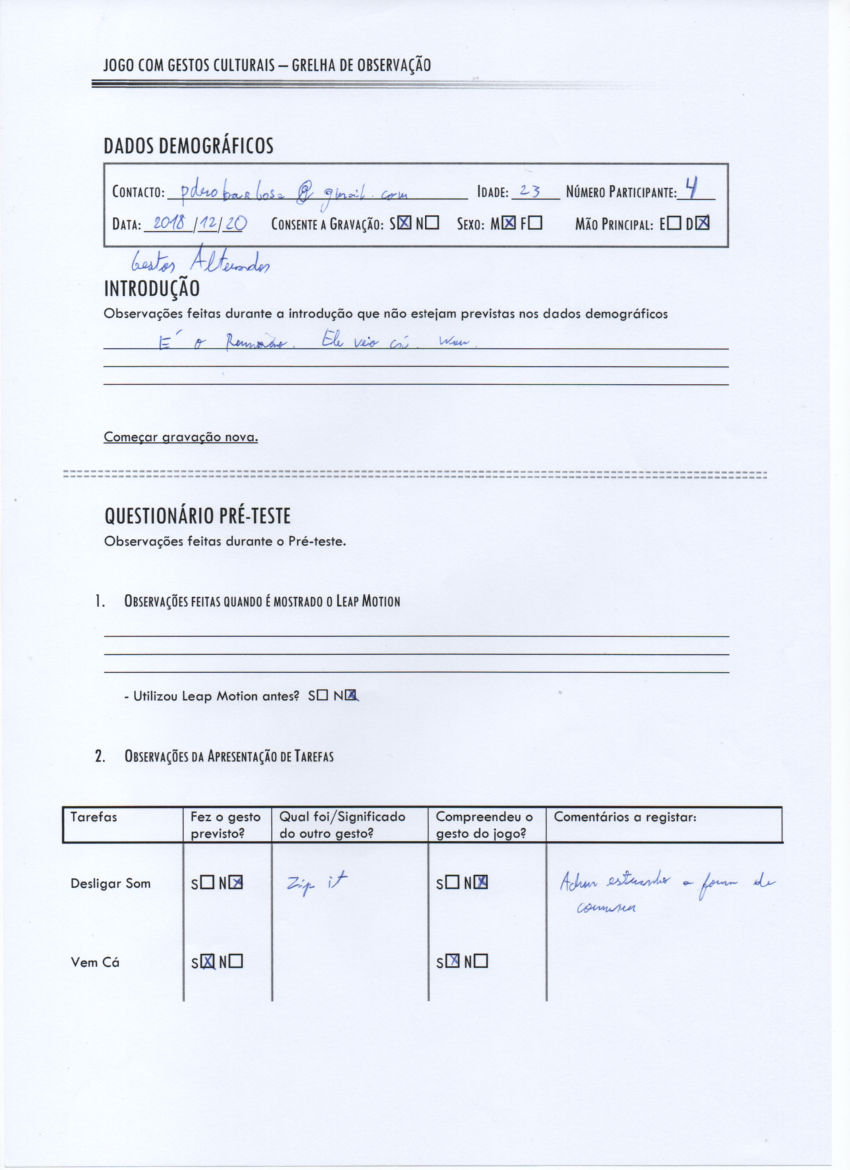 JOGO COM GESTOS CULTURAIS – GRELHA DE OBSERVAÇÃO
DADOS DEMOGRÁFICOS
CONTACTO: pdrobarbosa@gmail.com IDADE: 23 NÚMERO PARTICIPANTE: 4
DATA: 2018/12/20 CONSENTE A GRAVAÇÃO: S☒ N☐ SEXO: M☒ F☐ MÃO PRINCIPAL: E☐ D☒
Gestos Alternados
INTRODUÇÃO
Observações feitas durante a introdução que não estejam previstas nos dados demográficos
É o Ele veio cá. Wow.
Começar gravação nova.
QUESTIONÁRIO PRÉ-TESTE
Observações feitas durante o Pré-teste.
1. OBSERVAÇÕES FEITAS QUANDO É MOSTRADO O LEAP MOTION
- Utilizou Leap Motion antes? S☐ N☒
2. OBSERVAÇÕES DA APRESENTAÇÃO DE TAREFAS
Tarefas Fez o gesto previsto? Qual foi/Significado do outro gesto? Compreendeu o gesto do jogo? Comentários a registar:
Desligar Som S☐ N☒ Zip it S☐ N☒ Achou estranho a forma de
Vem Cá S☒ N☐ S☒ N☐